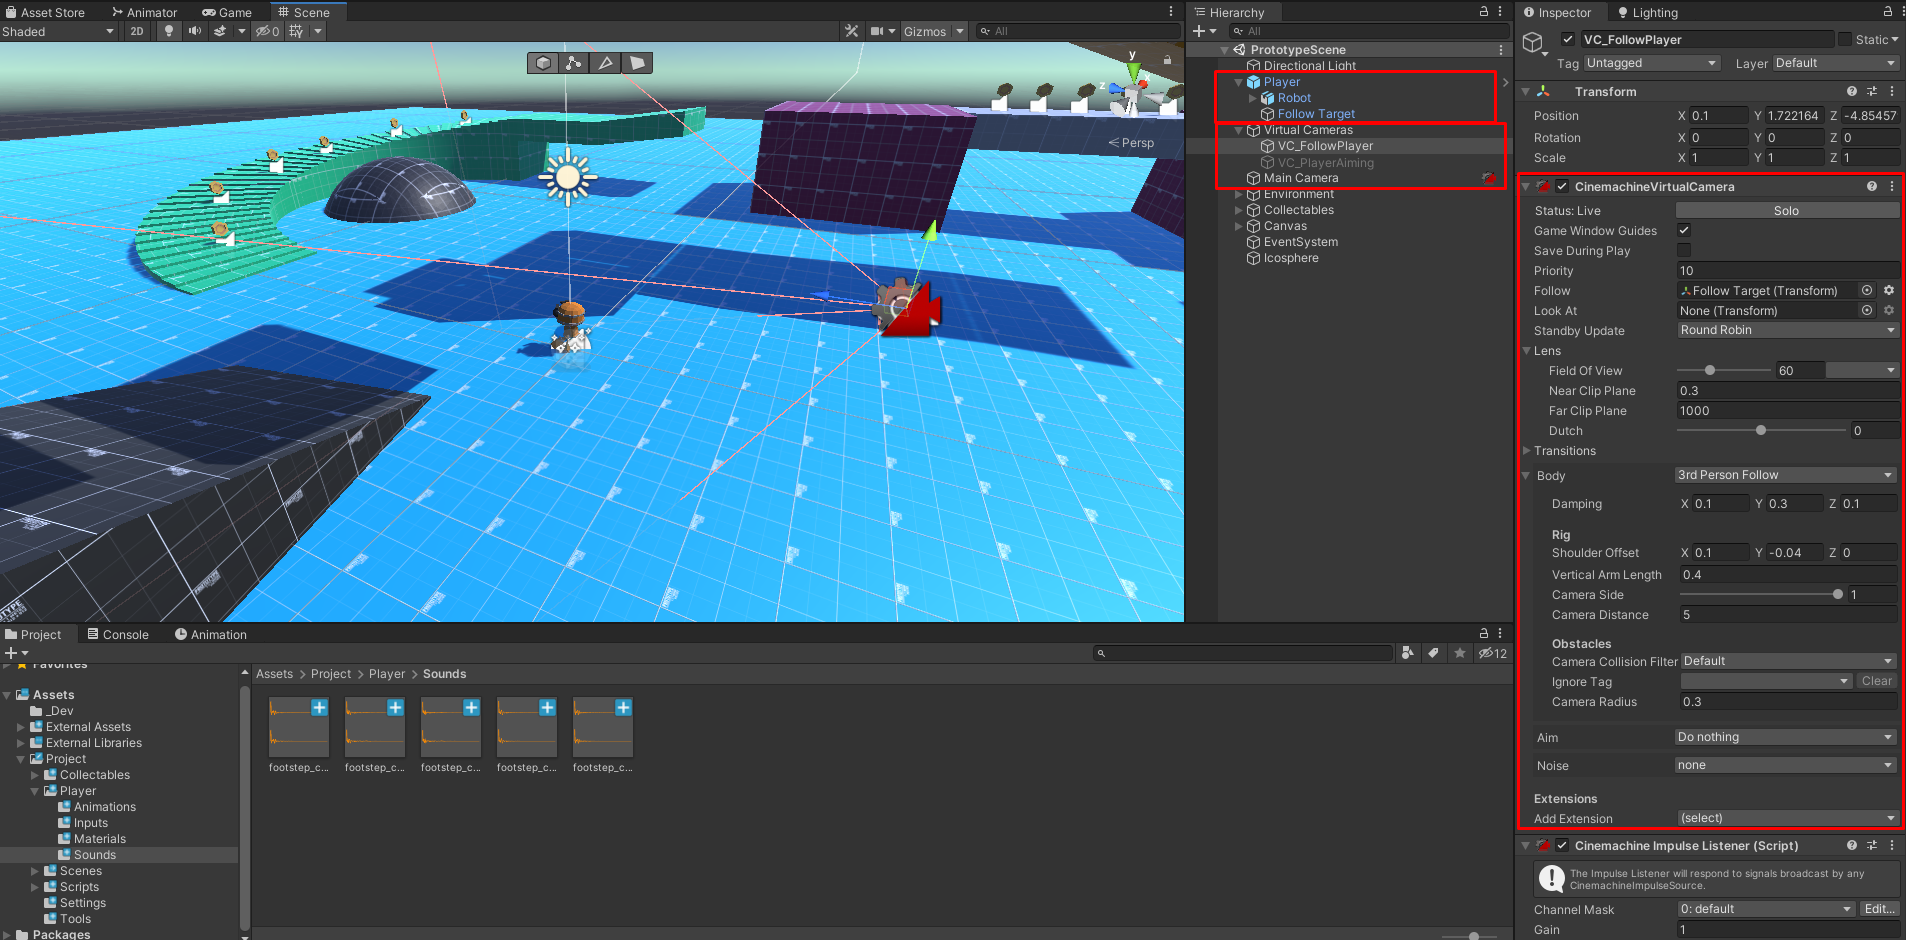 Asset Store
Animator
Game
Scene
Shaded
2D
0
Gizmos
All
y
x
z
Persp
Hierarchy
All
PrototypeScene
Directional Light
Player
Robot
Follow Target
Virtual Cameras
VC_FollowPlayer
VC_PlayerAiming
Main Camera
Environment
Collectables
Canvas
EventSystem
Icosphere
Inspector
Lighting
VC_FollowPlayer
Static
Tag Untagged Layer Default
Transform
Position X 0.1 Y 1.722164 Z -4.85457
Rotation X 0 Y 0 Z 0
Scale X 1 Y 1 Z 1
CinemachineVirtualCamera
Status: Live Solo
Game Window Guides
Save During Play
Priority 10
Follow Follow Target (Transform)
Look At None (Transform)
Standby Update Round Robin
Lens
Field Of View 60
Near Clip Plane 0.3
Far Clip Plane 1000
Dutch 0
Transitions
Body 3rd Person Follow
Damping X 0.1 Y 0.3 Z 0.1
Rig
Shoulder Offset X 0.1 Y -0.04 Z 0
Vertical Arm Length 0.4
Camera Side 1
Camera Distance 5
Obstacles
Camera Collision Filter Default
Ignore Tag Clear
Camera Radius 0.3
Aim Do nothing
Noise none
Extensions
Add Extension (select)
Cinemachine Impulse Listener (Script)
The Impulse Listener will respond to signals broadcast by any
CinemachineImpulseSource.
Channel Mask 0: default Edit...
Gain 1
Project
Console
Animation
12
Favorites
Assets
_Dev
External Assets
External Libraries
Project
Collectables
Player
Animations
Inputs
Materials
Sounds
Scenes
Scripts
Settings
Tools
Packages
Assets > Project > Player > Sounds
footstep_c... footstep_c... footstep_c... footstep_c... footstep_c...